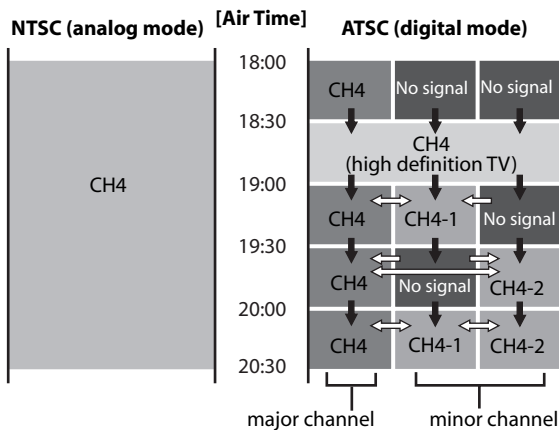 NTSC (analog mode)
[Air Time]
ATSC (digital mode)
18:00
CH4
No signal
No signal
18:30
CH4
(high definition TV)
CH4
19:00
CH4
CH4-1
No signal
19:30
CH4
No signal
CH4-2
20:00
CH4
CH4-1
CH4-2
20:30
major channel
minor channel